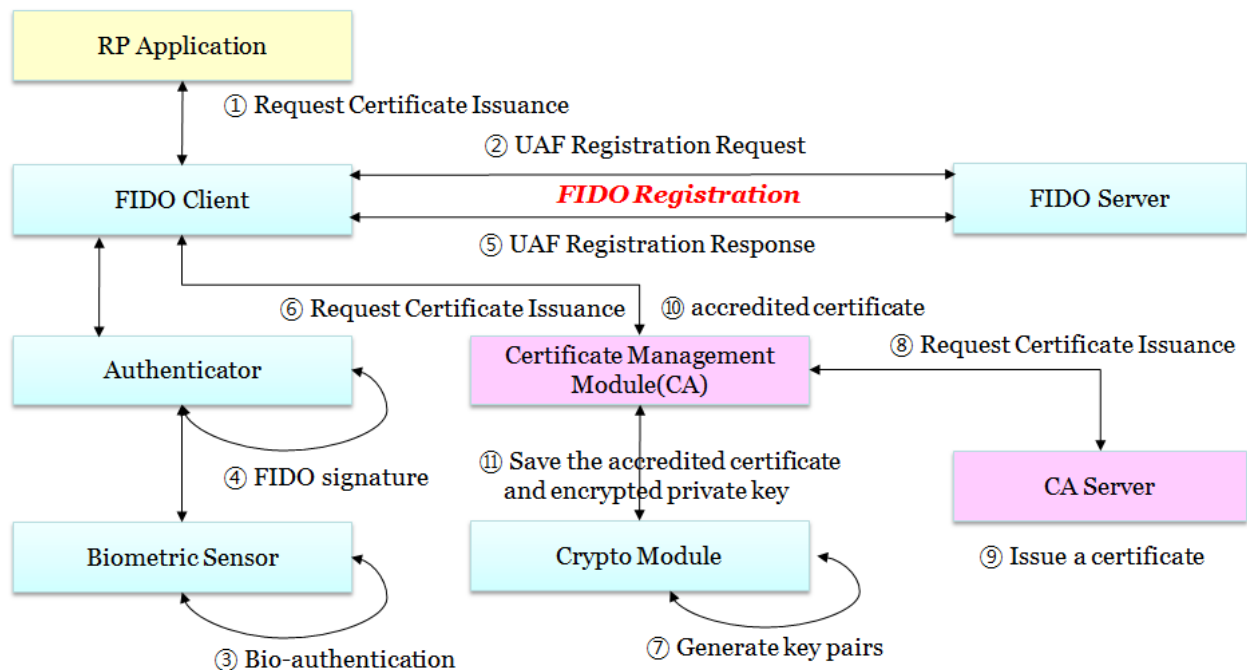 RP Application
① Request Certificate Issuance
② UAF Registration Request
FIDO Client
FIDO Registration
FIDO Server
⑤ UAF Registration Response
⑥ Request Certificate Issuance
⑩ accredited certificate
Authenticator
Certificate Management
Module(CA)
⑧ Request Certificate Issuance
④ FIDO signature
⑪ Save the accredited certificate
and encrypted private key
CA Server
Biometric Sensor
Crypto Module
⑨ Issue a certificate
③ Bio-authentication
⑦ Generate key pairs